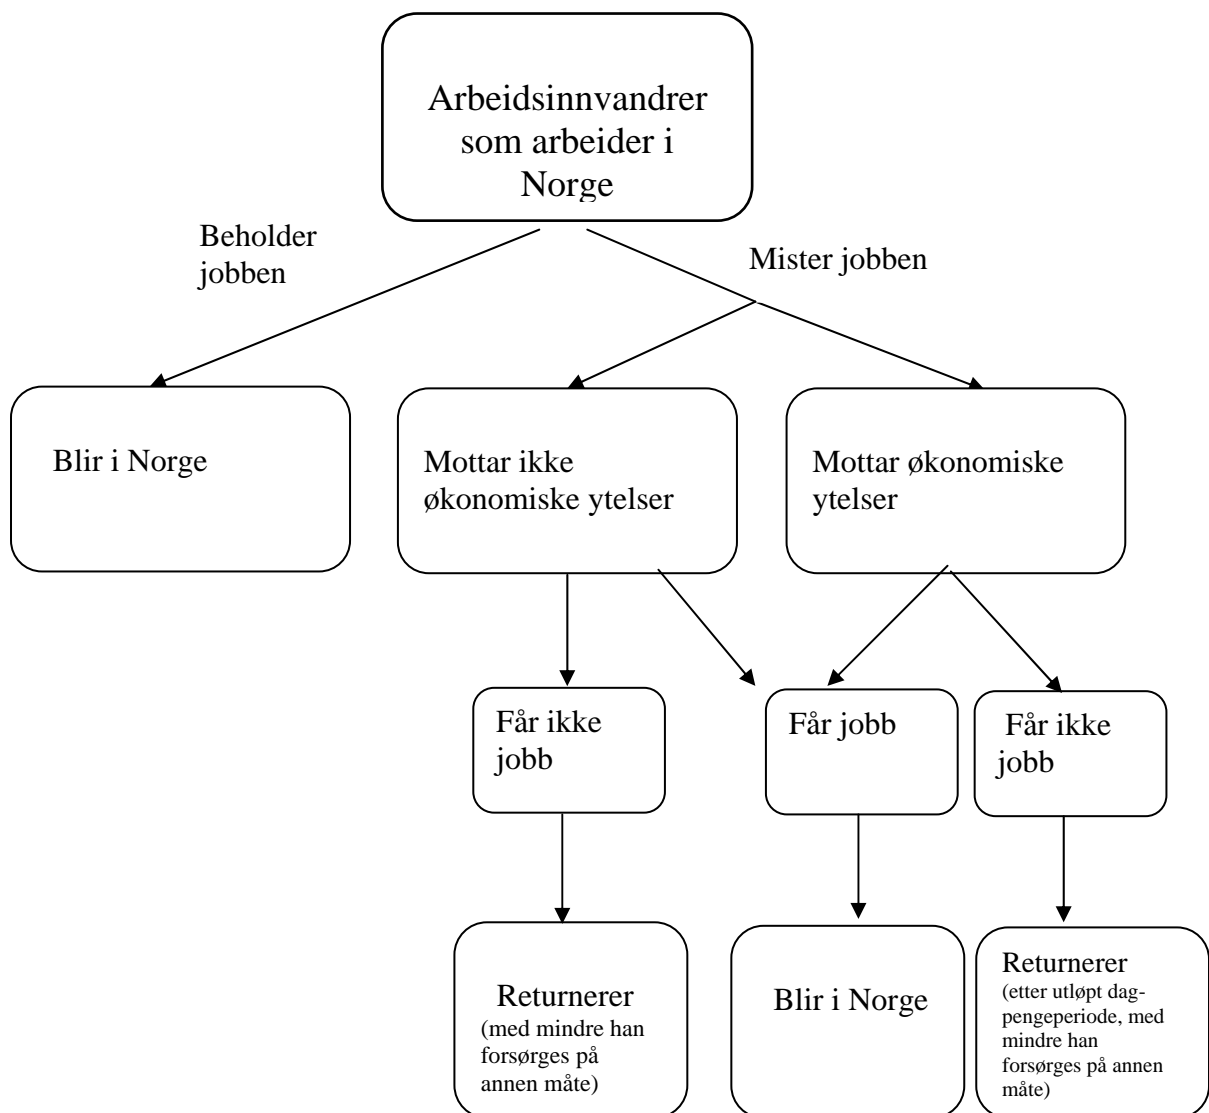 Arbeidsinnvandrer
som arbeider i
Norge
Beholder
jobben
Mister jobben
Blir i Norge
Mottar ikke
økonomiske ytelser
Mottar økonomiske
ytelser
Får ikke
jobb
Får jobb
Får ikke
jobb
Returnerer
(med mindre han
forsørges på
annen måte)
Blir i Norge
Returnerer
(etter utløpt dag-
pengeperiode, med
mindre han
forsørges på annen
måte)